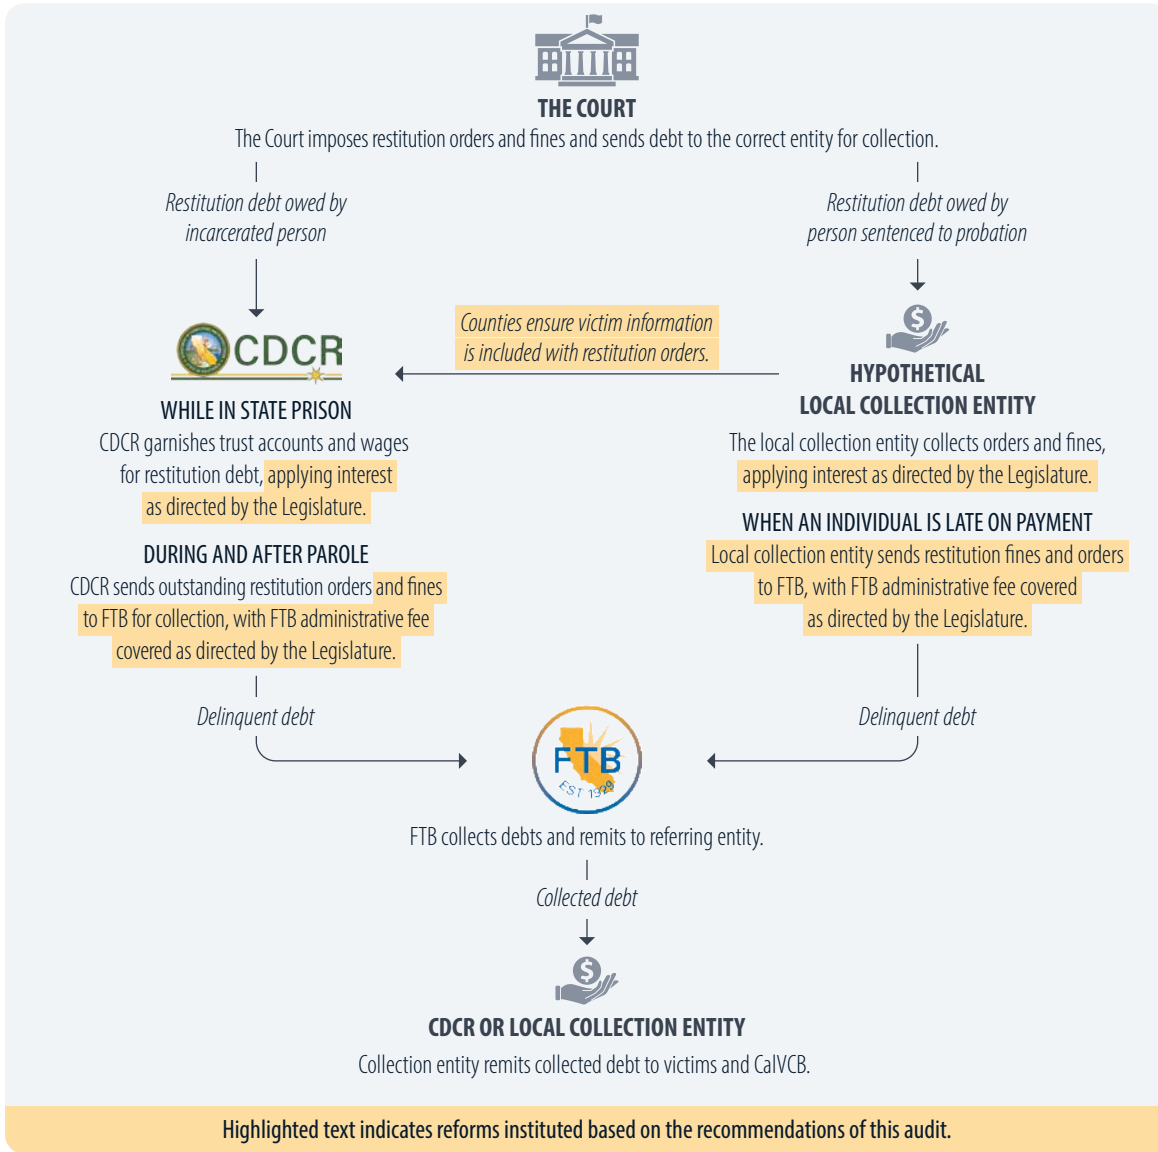 THE COURT
The Court imposes restitution orders and fines and sends debt to the correct entity for collection.
Restitution debt owed by
incarcerated person
Restitution debt owed by
person sentenced to probation
Counties ensure victim information
is included with restitution orders.
CDCR
WHILE IN STATE PRISON
CDCR garnishes trust accounts and wages
for restitution debt, applying interest
as directed by the Legislature.
DURING AND AFTER PAROLE
CDCR sends outstanding restitution orders and fines
to FTB for collection, with FTB administrative fee
covered as directed by the Legislature.
Delinquent debt
$
HYPOTHETICAL
LOCAL COLLECTION ENTITY
The local collection entity collects orders and fines,
applying interest as directed by the Legislature.
WHEN AN INDIVIDUAL IS LATE ON PAYMENT
Local collection entity sends restitution fines and orders
to FTB, with FTB administrative fee covered
as directed by the Legislature.
Delinquent debt
FTB
EST 1929
FTB collects debts and remits to referring entity.
Collected debt
$
CDCR OR LOCAL COLLECTION ENTITY
Collection entity remits collected debt to victims and CalVCB.
Highlighted text indicates reforms instituted based on the recommendations of this audit.